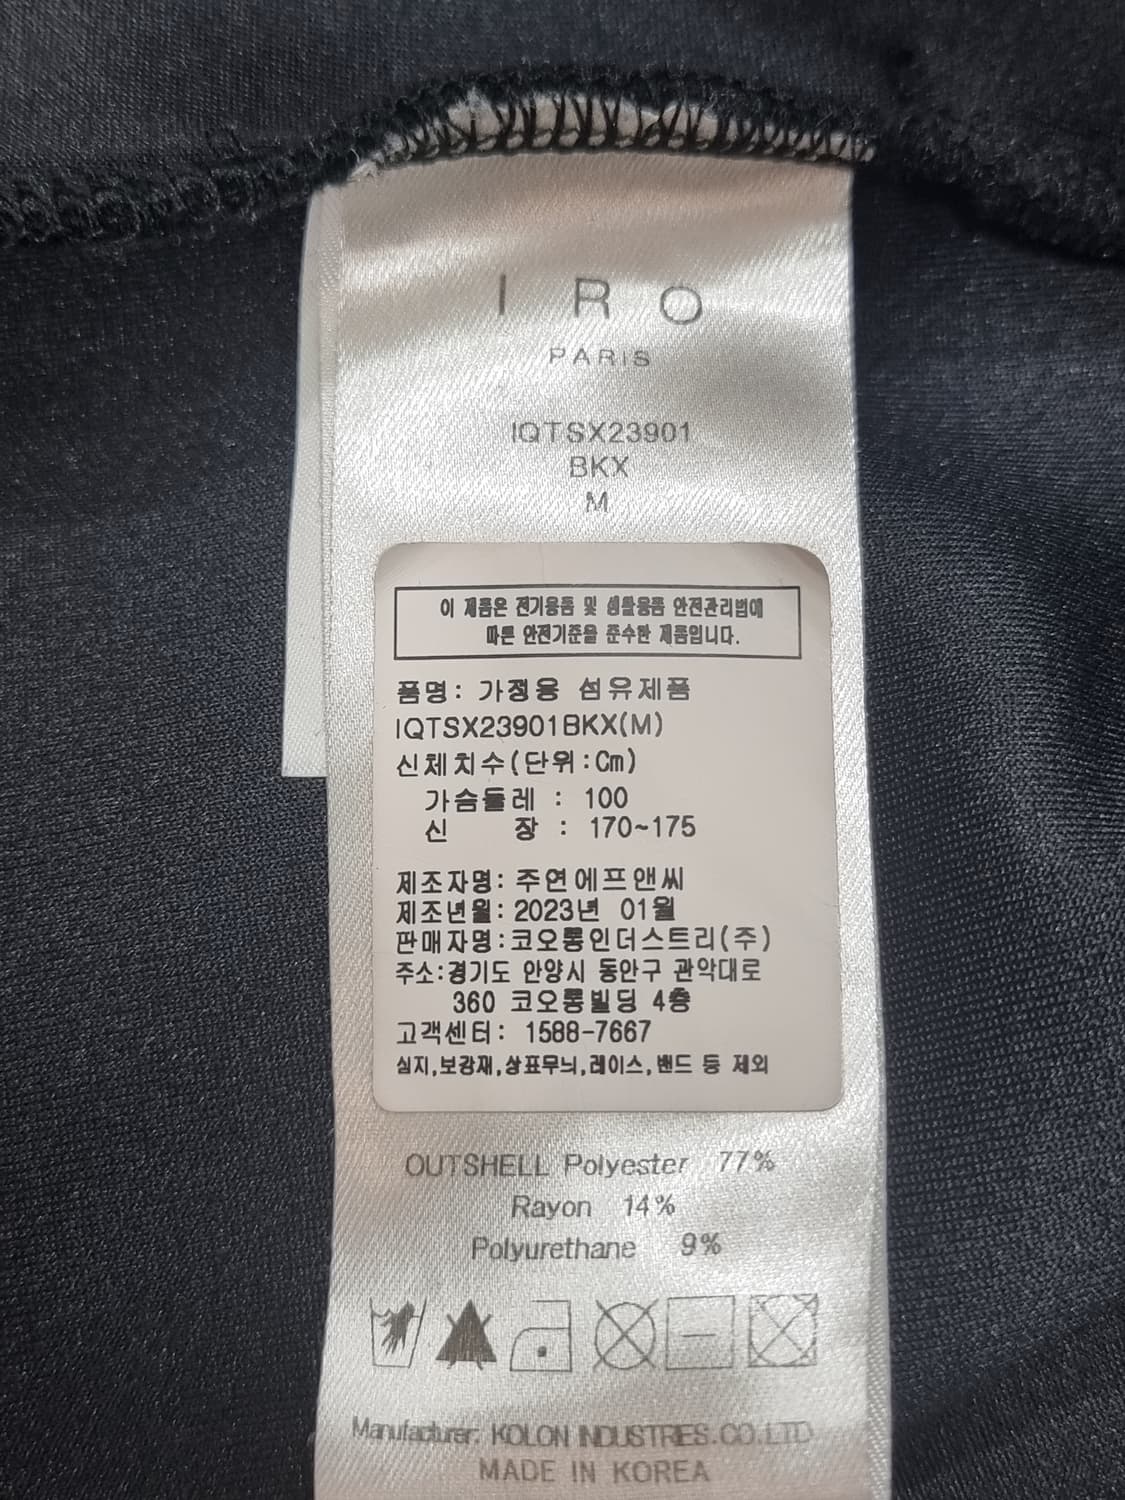 I R O
PARIS
IQTSX23901
BKX
M
이 제품은 전기용품 및 생활용품 안전관리법에
따른 안전기준을 준수한 제품입니다.
품명: 가정용 섬유제품
IQTSX23901BKX(M)
신체치수(단위:Cm)
가슴둘레 : 100
신 장 : 170~175
제조자명: 주연에프앤씨
제조년월: 2023년 01월
판매자명:코오롱인더스트리(주)
주소:경기도 안양시 동안구 관악대로
360 코오롱빌딩 4층
고객센터: 1588-7667
심지,보강재,상표무늬,레이스,밴드 등 제외
OUTSHELL Polyester 77%
Rayon 14%
Polyurethane 9%
Manufacturer: KOLON INDUSTRIES.CO.LTD
MADE IN KOREA